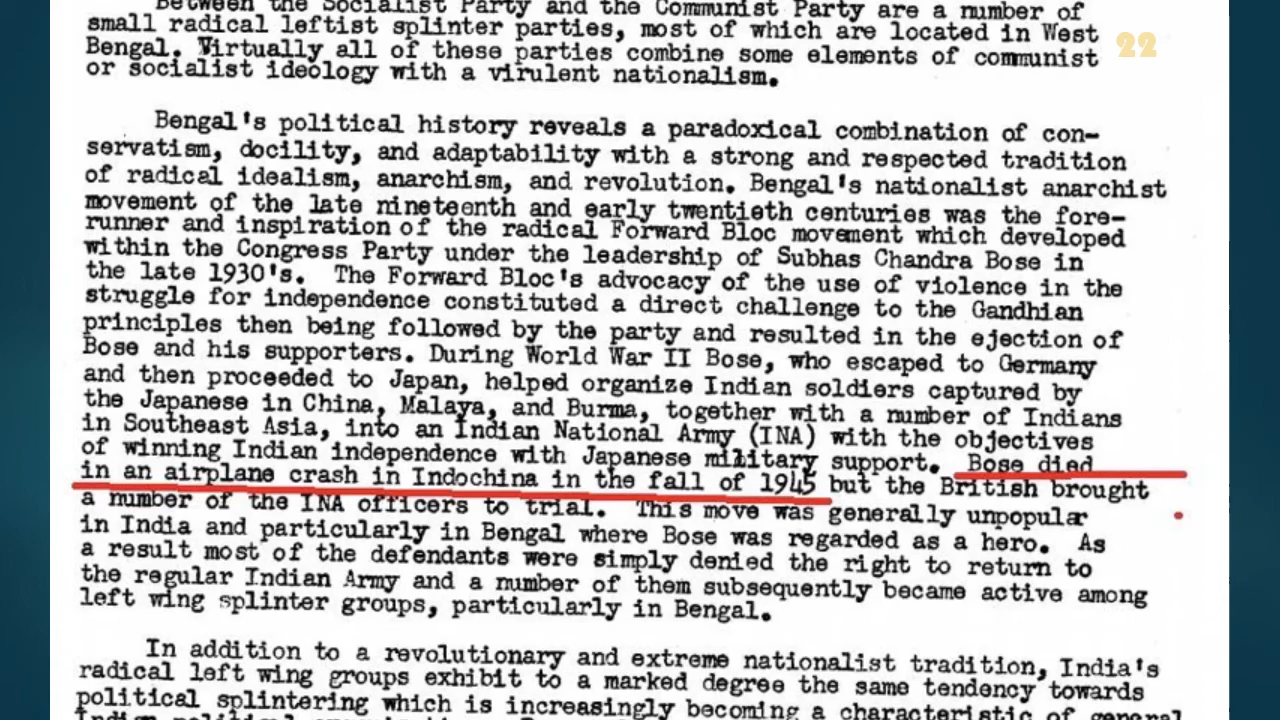 Between the Socialist Party and the Communist Party are a number of
small radical leftist splinter parties, most of which are located in West
Bengal. Virtually all of these parties combine some elements of communist
or socialist ideology with a virulent nationalism.
22
Bengal's political history reveals a paradoxical combination of con-
servatism, docility, and adaptability with a strong and respected tradition
of radical idealism, anarchism, and revolution. Bengal's nationalist anarchist
movement of the late nineteenth and early twentieth centuries was the fore-
runner and inspiration of the radical Forward Bloc movement which developed
within the Congress Party under the leadership of Subhas Chandra Bose in
the late 1930's. The Forward Bloc's advocacy of the use of violence in the
struggle for independence constituted a direct challenge to the Gandhian
principles then being followed by the party and resulted in the ejection of
Bose and his supporters. During World War II Bose, who escaped to Germany
and then proceeded to Japan, helped organize Indian soldiers captured by
the Japanese in China, Malaya, and Burma, together with a number of Indians
in Southeast Asia, into an Indian National Army (INA) with the objectives
of winning Indian independence with Japanese military support. Bose died
in an airplane crash in Indochina in the fall of 1945 but the British brought
a number of the INA officers to trial. This move was generally unpopular
in India and particularly in Bengal where Bose was regarded as a hero. As
a result most of the defendants were simply denied the right to return to
the regular Indian Army and a number of them subsequently became active among
left wing splinter groups, particularly in Bengal.
In addition to a revolutionary and extreme nationalist tradition, India's
radical left wing groups exhibit to a marked degree the same tendency towards
political splintering which is increasingly becoming a characteristic of general
Indian political